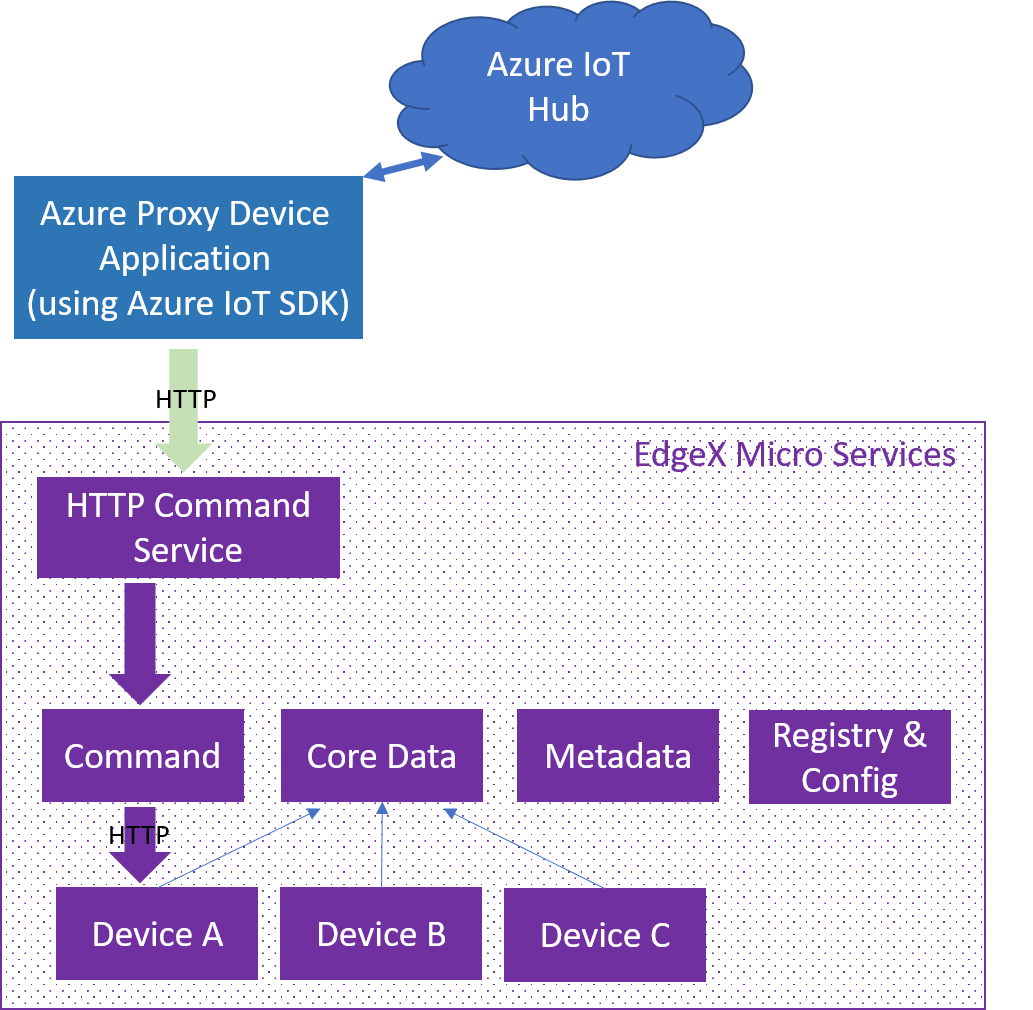 Azure IoT
Hub
Azure Proxy Device
Application
(using Azure IoT SDK)
HTTP
EdgeX Micro Services
HTTP Command
Service
Command
Core Data
Metadata
Registry &
Config
HTTP
Device A
Device B
Device C